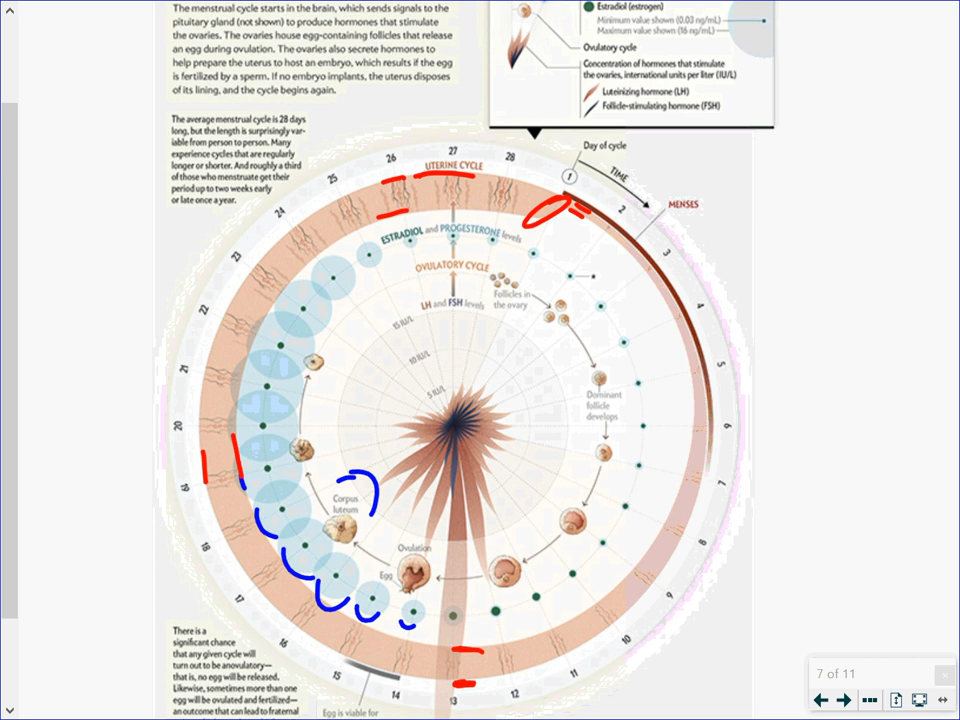 The menstrual cycle starts in the brain, which sends signals to the
pituitary gland (not shown) to produce hormones that stimulate
the ovaries. The ovaries house egg-containing follicles that release
an egg during ovulation. The ovaries also secrete hormones to
help prepare the uterus to host an embryo, which results if the egg
is fertilized by a sperm. If no embryo implants, the uterus disposes
of its lining, and the cycle begins again.
Estradiol (estrogen)
Minimum value shown (0.03 ng/mL)
Maximum value shown (16 ng/mL)
Ovulatory cycle
Concentration of hormones that stimulate
the ovaries, international units per liter (IU/L)
Luteinizing hormone (LH)
Follicle-stimulating hormone (FSH)
The average menstrual cycle is 28 days
long, but the length is surprisingly var-
iable from person to person. Many
experience cycles that are regularly
longer or shorter. And roughly a third
of those who menstruate get their
period up to two weeks early
or late once a year.
Day of cycle
TIME
MENSES
UTERINE CYCLE
ESTRADIOL and PROGESTERONE levels
OVULATORY CYCLE
LH and FSH levels
Follicles in
the ovary
15 IU/L
10 IU/L
5 IU/L
Dominant
follicle
develops
Corpus
luteum
Ovulation
Egg
1
2
3
4
5
6
7
8
9
10
11
12
13
14
15
16
17
18
19
20
21
22
23
24
25
26
27
28
There is a
significant chance
that any given cycle will
turn out to be anovulatory—
that is, no egg will be released.
Likewise, sometimes more than one
egg will be ovulated and fertilized—
an outcome that can lead to fraternal
Egg is viable for
7 of 11